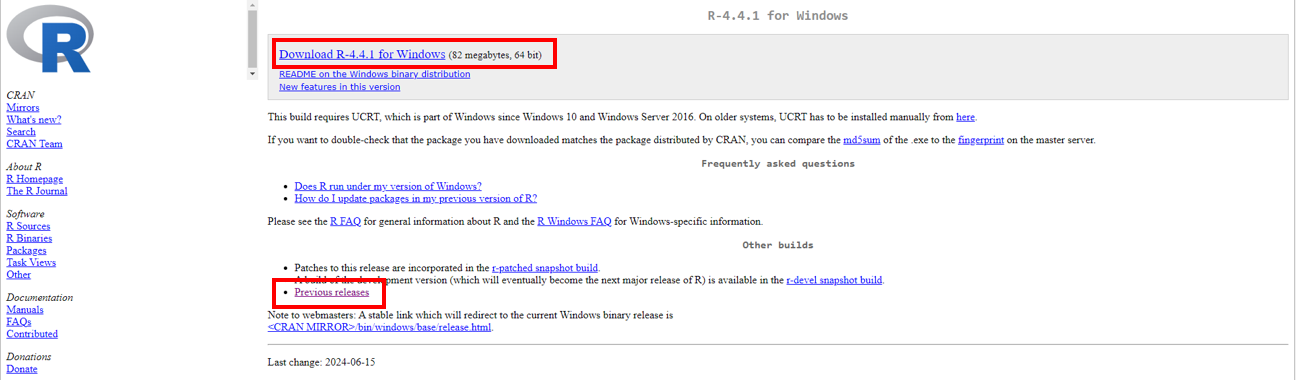 R
CRAN
Mirrors
What's new?
Search
CRAN Team
About R
R Homepage
The R Journal
Software
R Sources
R Binaries
Packages
Task Views
Other
Documentation
Manuals
FAQs
Contributed
Donations
Donate
R-4.4.1 for Windows
Download R-4.4.1 for Windows (82 megabytes, 64 bit)
README on the Windows binary distribution
New features in this version
This build requires UCRT, which is part of Windows since Windows 10 and Windows Server 2016. On older systems, UCRT has to be installed manually from here.
If you want to double-check that the package you have downloaded matches the package distributed by CRAN, you can compare the md5sum of the .exe to the fingerprint on the master server.
Frequently asked questions
Does R run under my version of Windows?
How do I update packages in my previous version of R?
Please see the R FAQ for general information about R and the R Windows FAQ for Windows-specific information.
Other builds
Patches to this release are incorporated in the r-patched snapshot build.
A build of the development version (which will eventually become the next major release of R) is available in the r-devel snapshot build.
Previous releases
Note to webmasters: A stable link which will redirect to the current Windows binary release is
<CRAN MIRROR>/bin/windows/base/release.html.
Last change: 2024-06-15